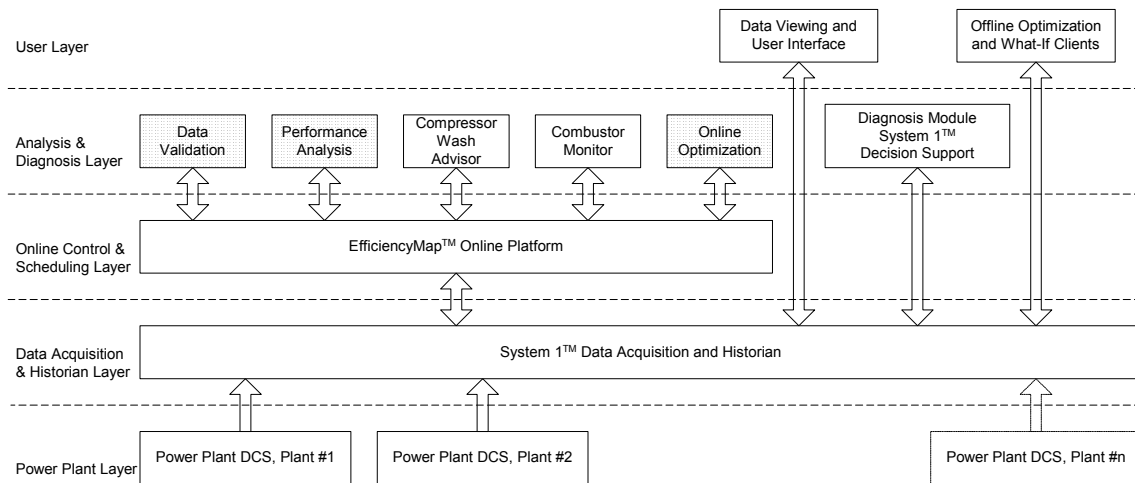 User Layer
Data Viewing and
User Interface
Offline Optimization
and What-If Clients
Analysis &
Diagnosis Layer
Data
Validation
Performance
Analysis
Compressor
Wash
Advisor
Combustor
Monitor
Online
Optimization
Diagnosis Module
System 1™
Decision Support
Online Control &
Scheduling Layer
EfficiencyMap™ Online Platform
Data Acquisition
& Historian Layer
System 1™ Data Acquisition and Historian
Power Plant Layer
Power Plant DCS, Plant #1
Power Plant DCS, Plant #2
Power Plant DCS, Plant #n